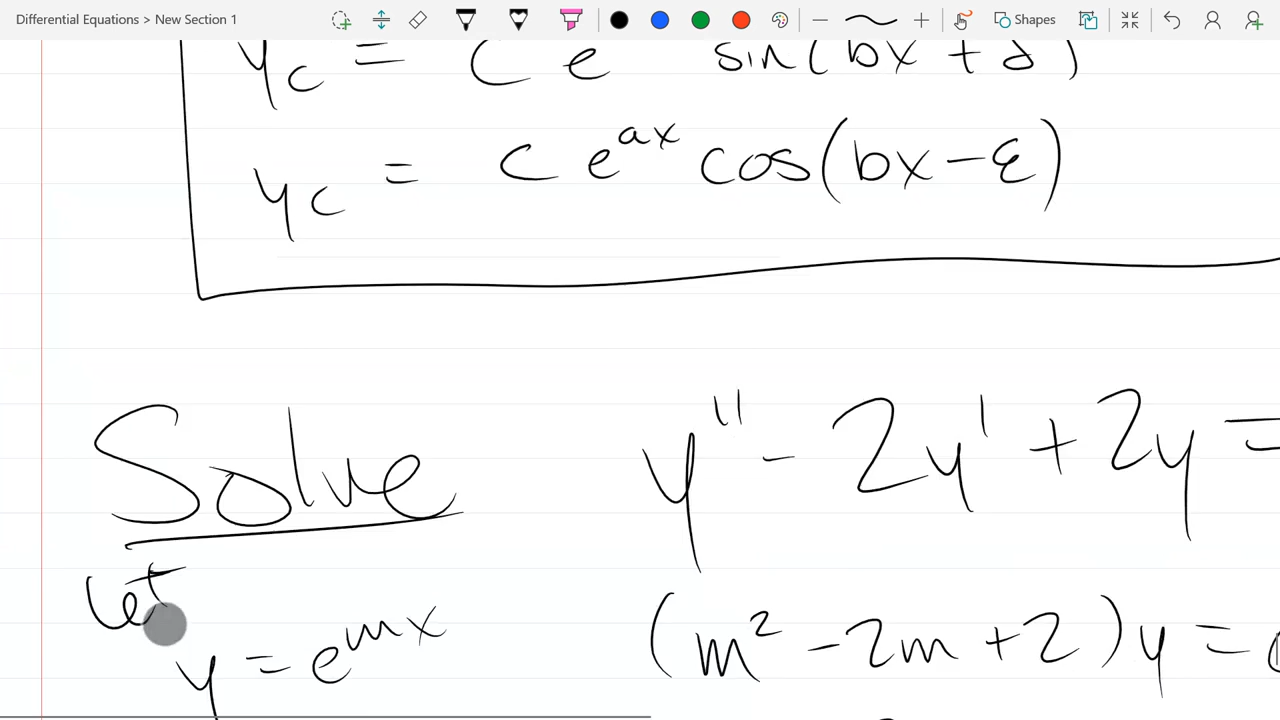 Differential Equations > New Section 1
Shapes
y_c = C e sin(bx + δ)
y_c = C e^{ax} cos(bx - ε)
Solve y'' - 2y' + 2y =
let
y = e^{mx} (m² - 2m + 2)y =